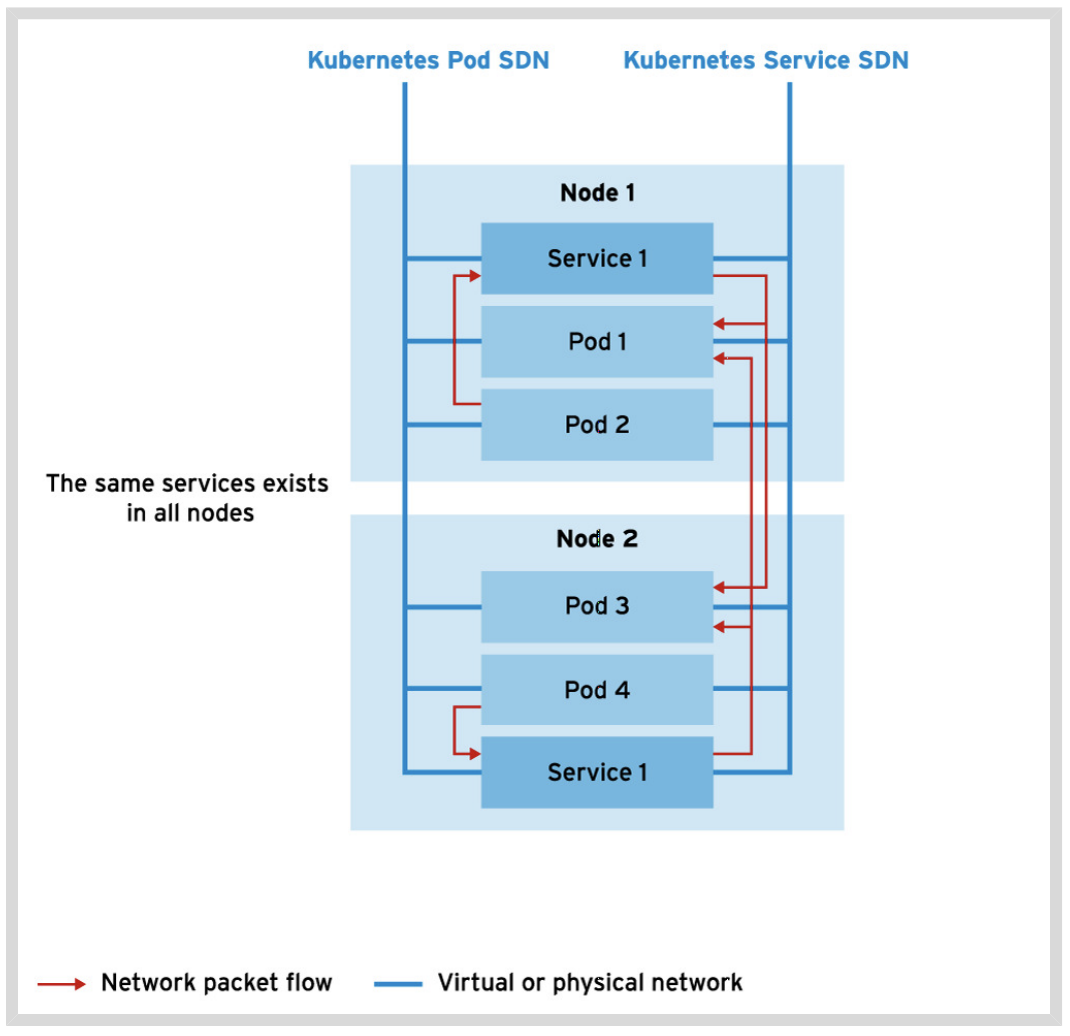 Kubernetes Pod SDN
Kubernetes Service SDN
Node 1
Service 1
Pod 1
Pod 2
The same services exists
in all nodes
Node 2
Pod 3
Pod 4
Service 1
Network packet flow
Virtual or physical network